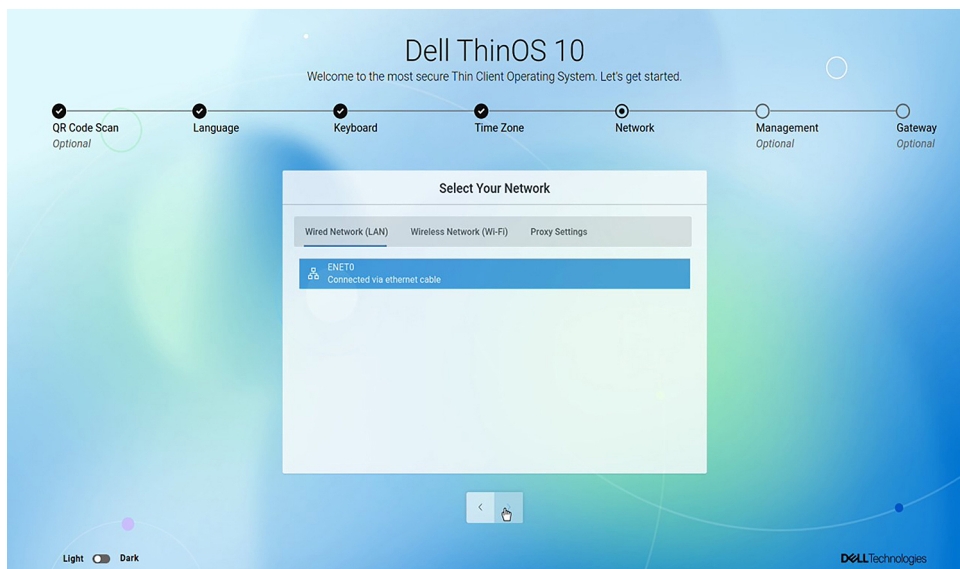 Dell ThinOS 10
Welcome to the most secure Thin Client Operating System. Let's get started.
QR Code Scan
Optional
Language
Keyboard
Time Zone
Network
Management
Optional
Gateway
Optional
Select Your Network
Wired Network (LAN) Wireless Network (Wi-Fi) Proxy Settings
ENET0
Connected via ethernet cable
Light Dark
DELLTechnologies